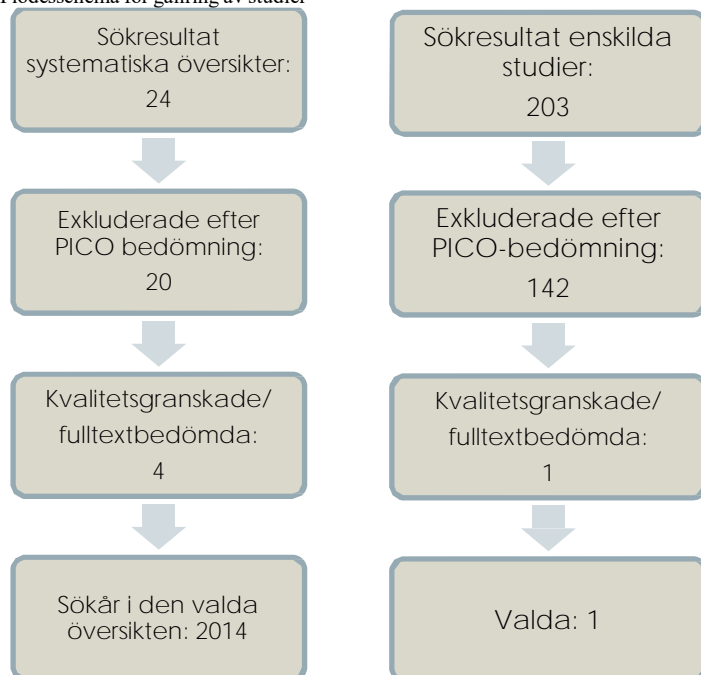 Flödesschema för gallring av studier
Sökresultat
systematiska översikter:
24
Exkluderade efter
PICO bedömning:
20
Kvalitetsgranskade/
fulltextbedömda:
4
Sökår i den valda
översikten: 2014
Sökresultat enskilda
studier:
203
Exkluderade efter
PICO-bedömning:
142
Kvalitetsgranskade/
fulltextbedömda:
1
Valda: 1